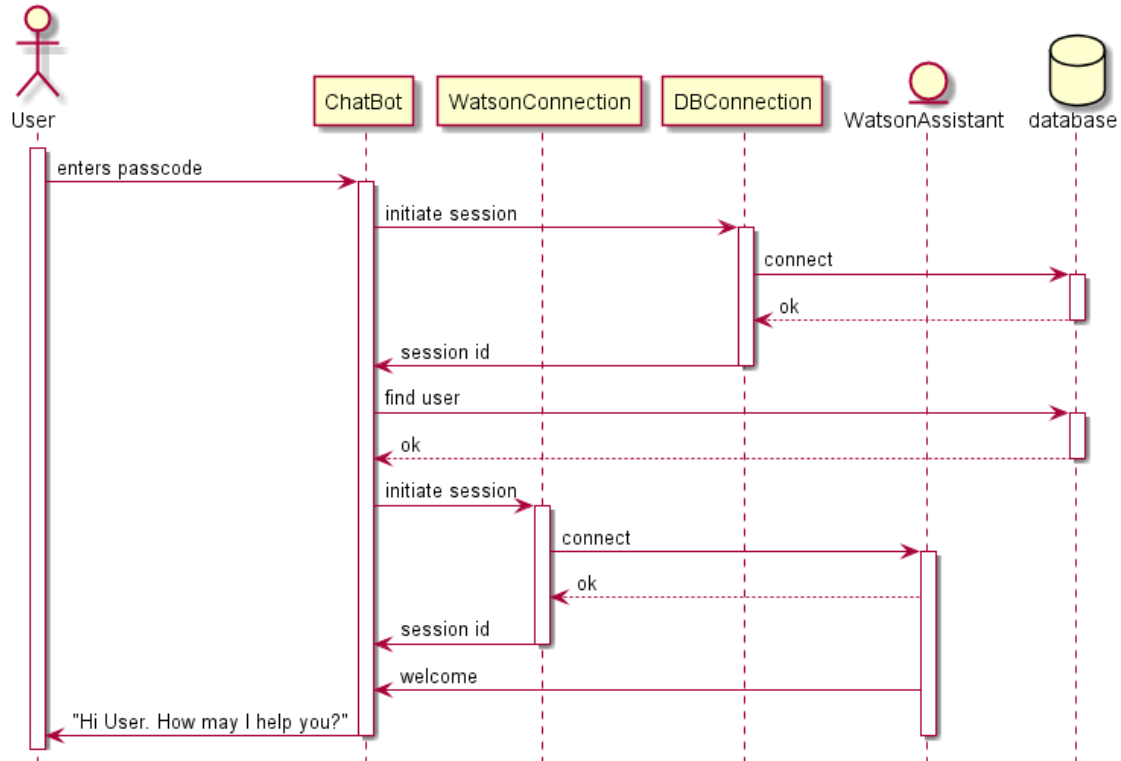 User
ChatBot
WatsonConnection
DBConnection
WatsonAssistant
database
enters passcode
initiate session
connect
ok
session id
find user
ok
initiate session
connect
ok
session id
welcome
"Hi User. How may I help you?"